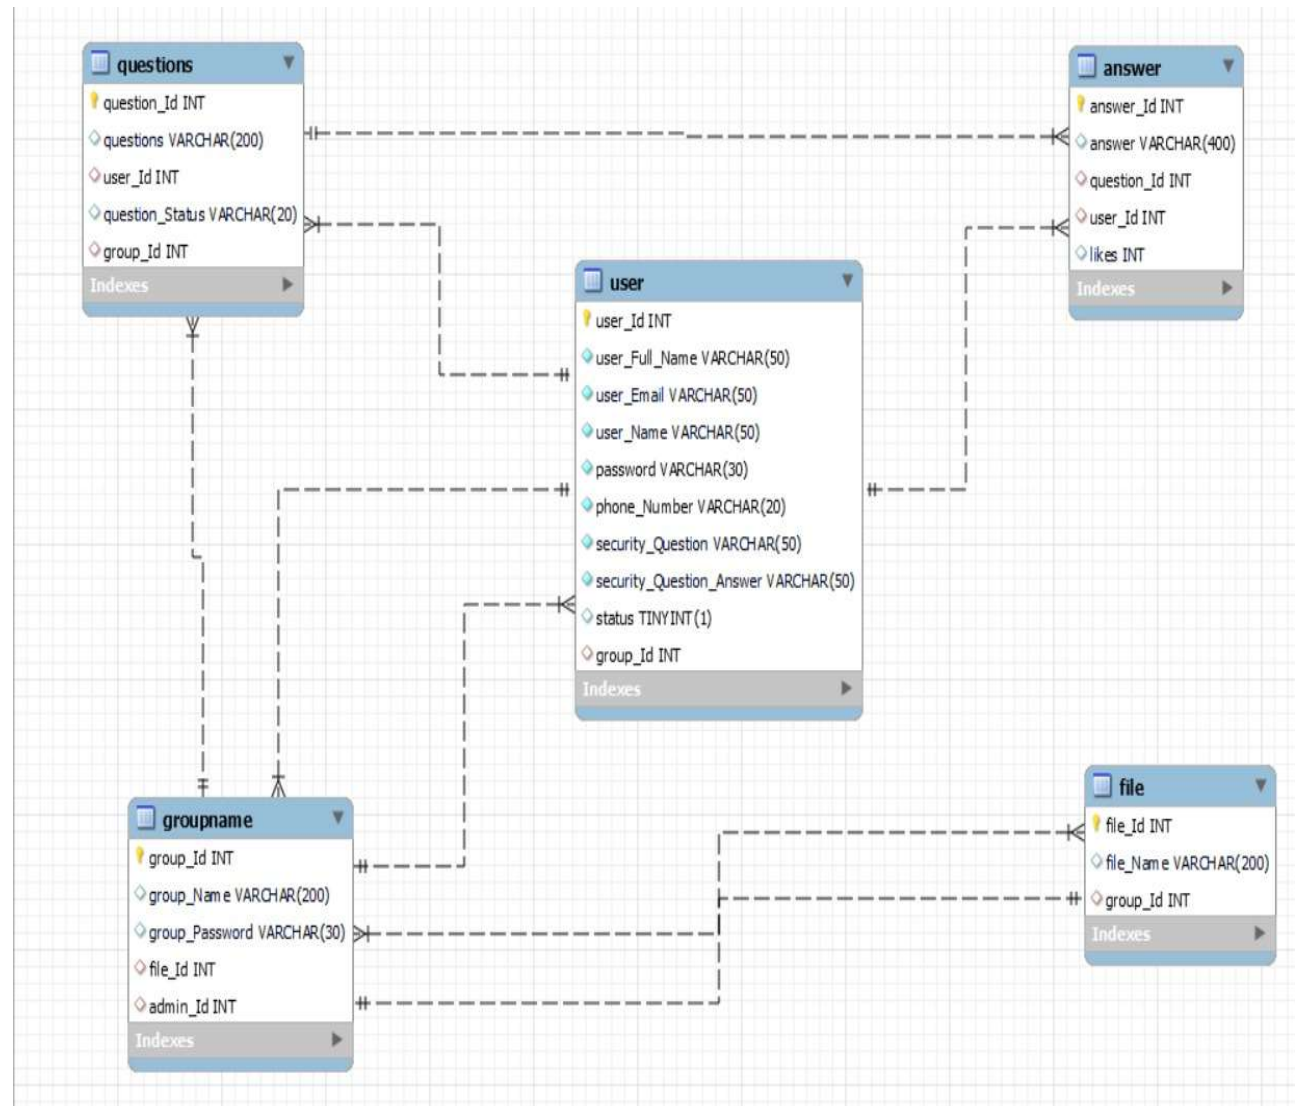 questions
question_Id INT
questions VARCHAR(200)
user_Id INT
question_Status VARCHAR(20)
group_Id INT
Indexes
answer
answer_Id INT
answer VARCHAR(400)
question_Id INT
user_Id INT
likes INT
Indexes
user
user_Id INT
user_Full_Name VARCHAR(50)
user_Email VARCHAR(50)
user_Name VARCHAR(50)
password VARCHAR(30)
phone_Number VARCHAR(20)
security_Question VARCHAR(50)
security_Question_Answer VARCHAR(50)
status TINYINT(1)
group_Id INT
Indexes
groupname
group_Id INT
group_Name VARCHAR(200)
group_Password VARCHAR(30)
file_Id INT
admin_Id INT
Indexes
file
file_Id INT
file_Name VARCHAR(200)
group_Id INT
Indexes